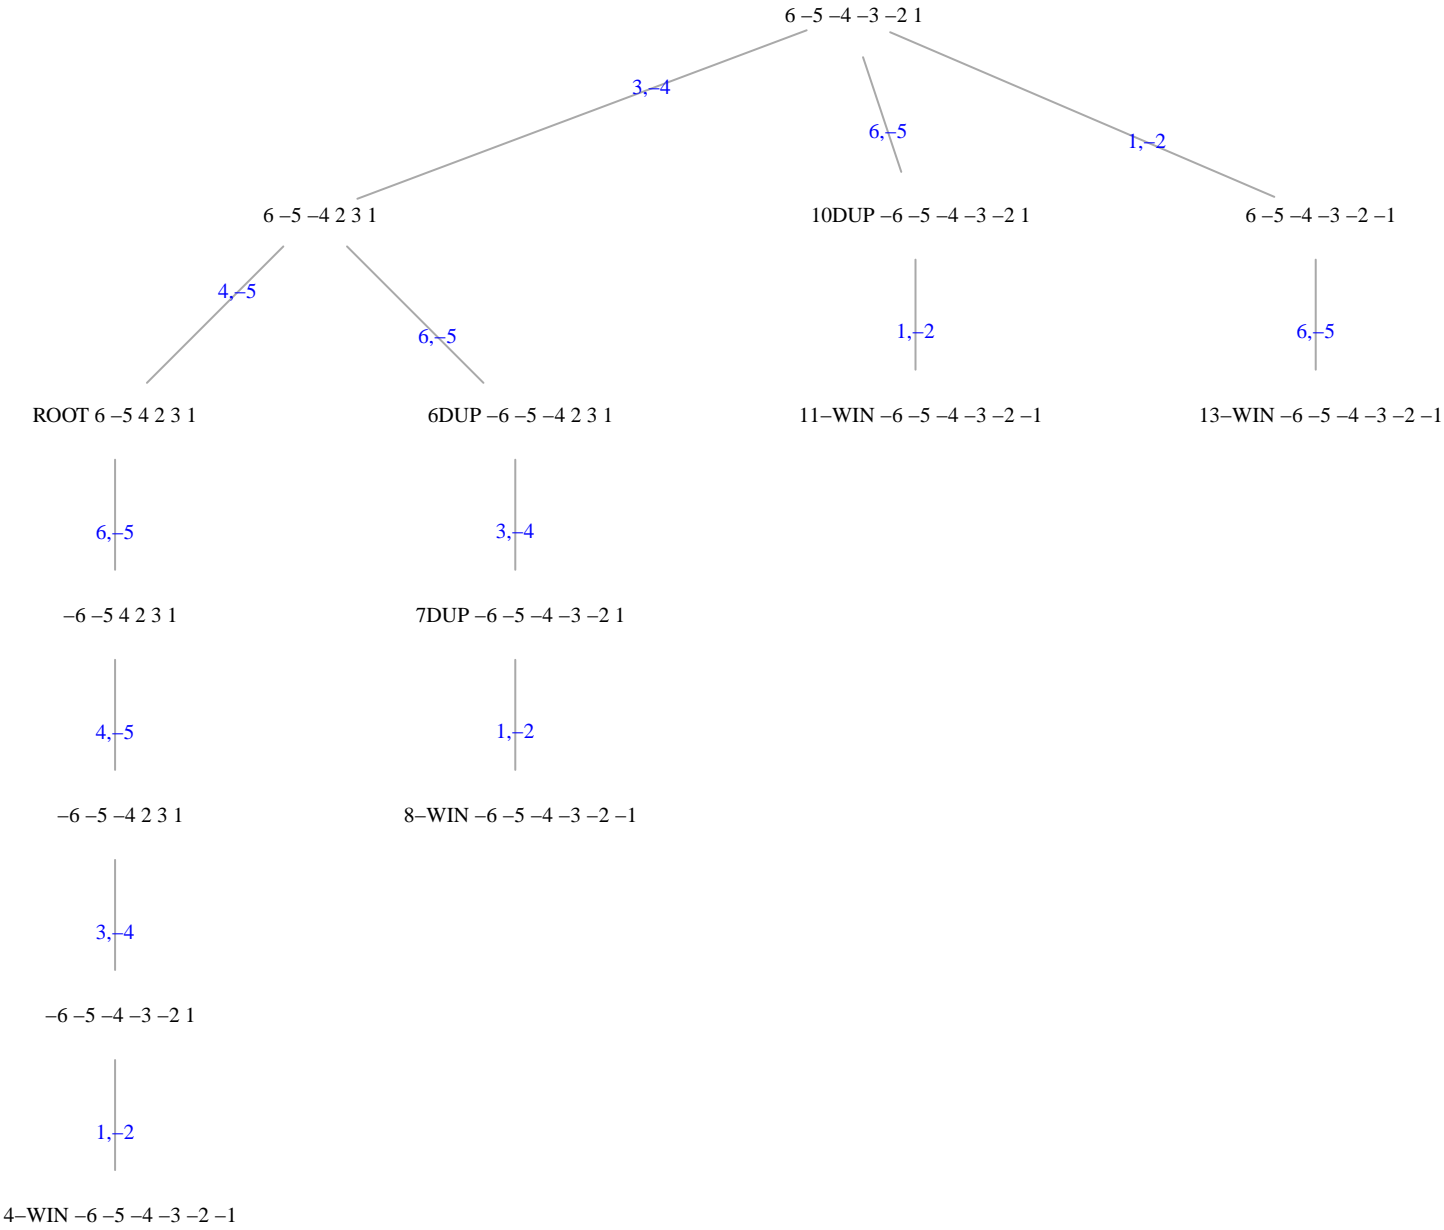 6 –5 –4 –3 –2 1
3,–4
6,–5
1,–2
6 –5 –4 2 3 1
10DUP –6 –5 –4 –3 –2 1
6 –5 –4 –3 –2 –1
4,–5
6,–5
1,–2
6,–5
ROOT 6 –5 4 2 3 1
6DUP –6 –5 –4 2 3 1
11–WIN –6 –5 –4 –3 –2 –1
13–WIN –6 –5 –4 –3 –2 –1
6,–5
3,–4
–6 –5 4 2 3 1
7DUP –6 –5 –4 –3 –2 1
4,–5
1,–2
–6 –5 –4 2 3 1
8–WIN –6 –5 –4 –3 –2 –1
3,–4
–6 –5 –4 –3 –2 1
1,–2
4–WIN –6 –5 –4 –3 –2 –1